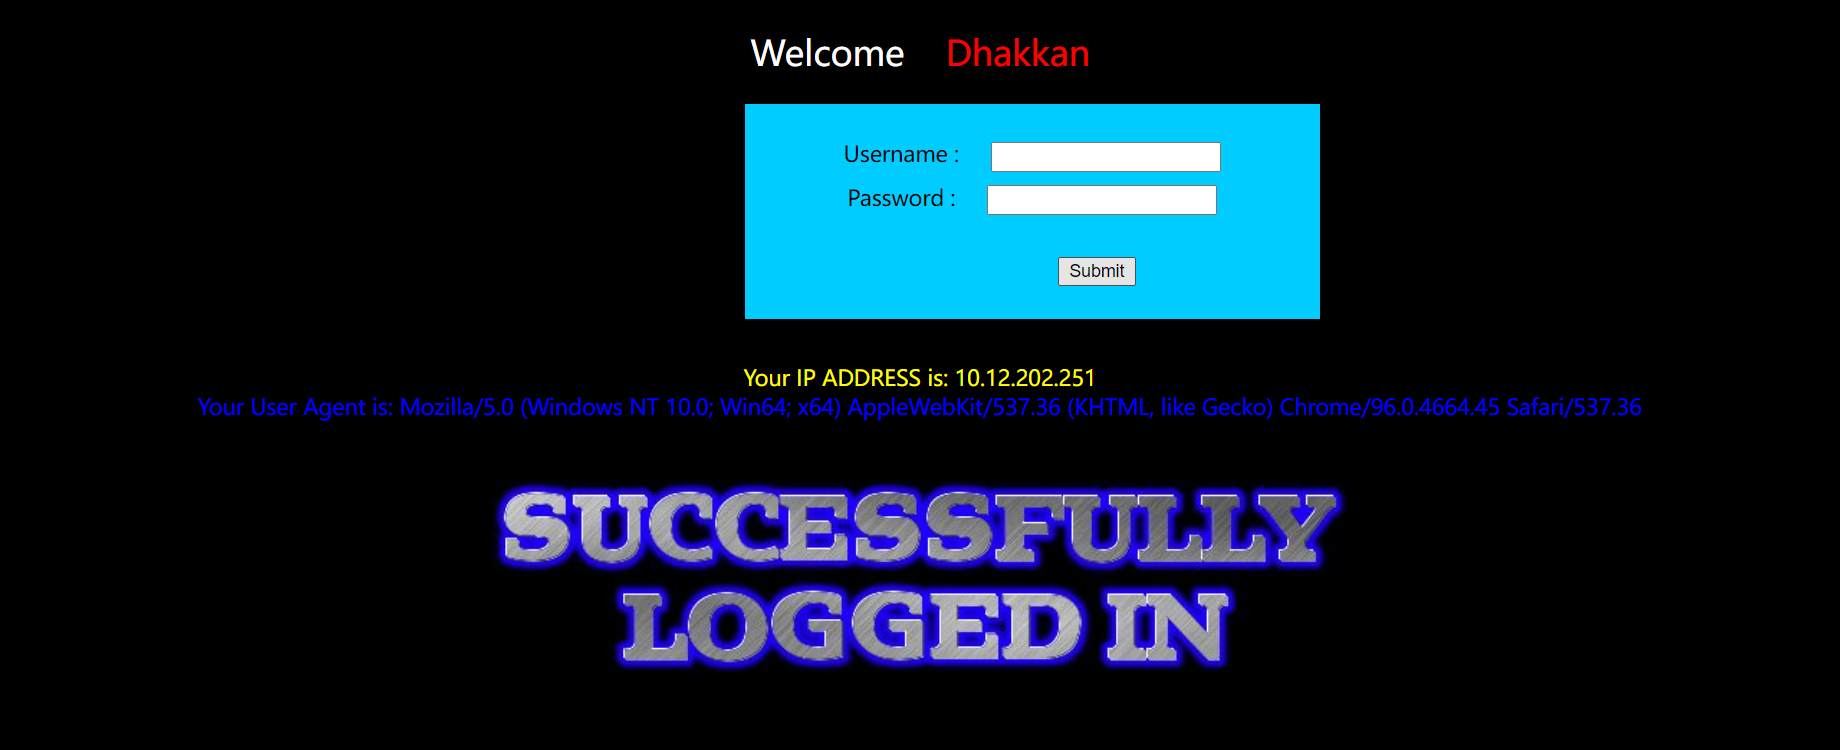 Welcome Dhakkan
Username :
Password :
Submit
Your IP ADDRESS is: 10.12.202.251
Your User Agent is: Mozilla/5.0 (Windows NT 10.0; Win64; x64) AppleWebKit/537.36 (KHTML, like Gecko) Chrome/96.0.4664.45 Safari/537.36
SUCCESSFULLY
LOGGED IN